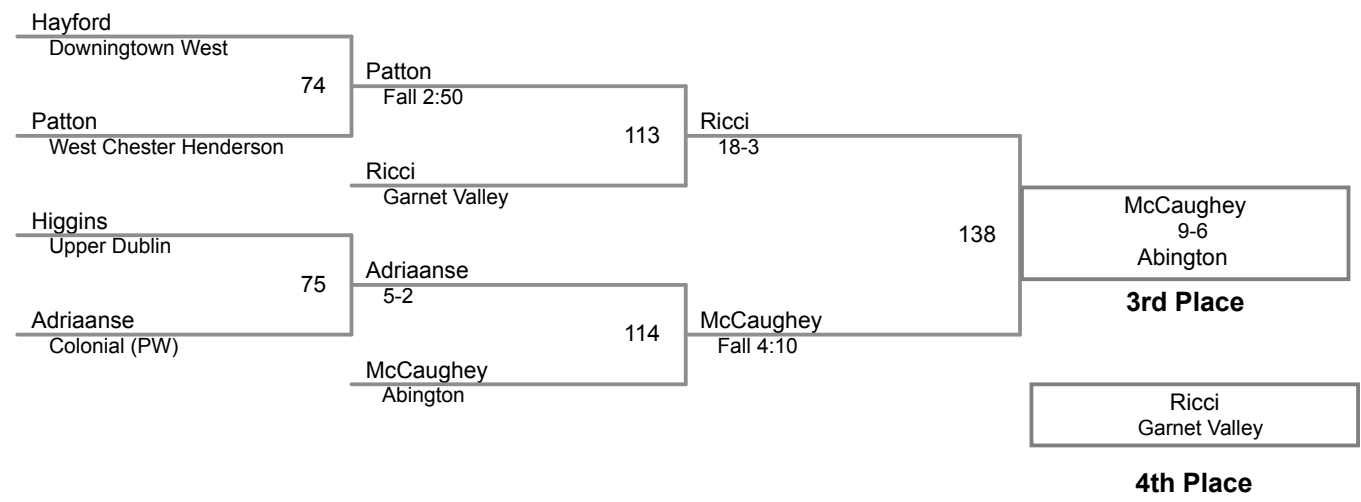 Hayford
Downingtown West
74
Patton
Fall 2:50
Patton
West Chester Henderson
113
Ricci
18-3
Ricci
Garnet Valley
Higgins
Upper Dublin
138
McCaughey
9-6
Abington
3rd Place
75
Adriaanse
5-2
Adriaanse
Colonial (PW)
114
McCaughey
Fall 4:10
McCaughey
Abington
Ricci
Garnet Valley
4th Place